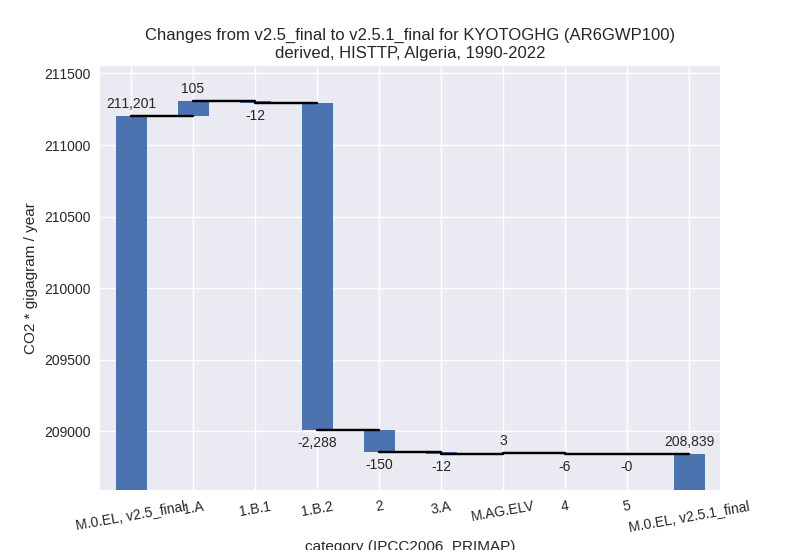 Changes from v2.5_final to v2.5.1_final for KYOTOGHG (AR6GWP100)
derived, HISTTP, Algeria, 1990-2022
211500
211000
210500
210000
209500
209000
CO2 * gigagram / year
211,201
105
-12
-2,288
-150
-12
3
-6
-0
208,839
M.0.EL, v2.5_final
1.A
1.B.1
1.B.2
2
3.A
M.AG.ELV
4
5
M.0.EL, v2.5.1_final
category (IPCC2006_PRIMAP)